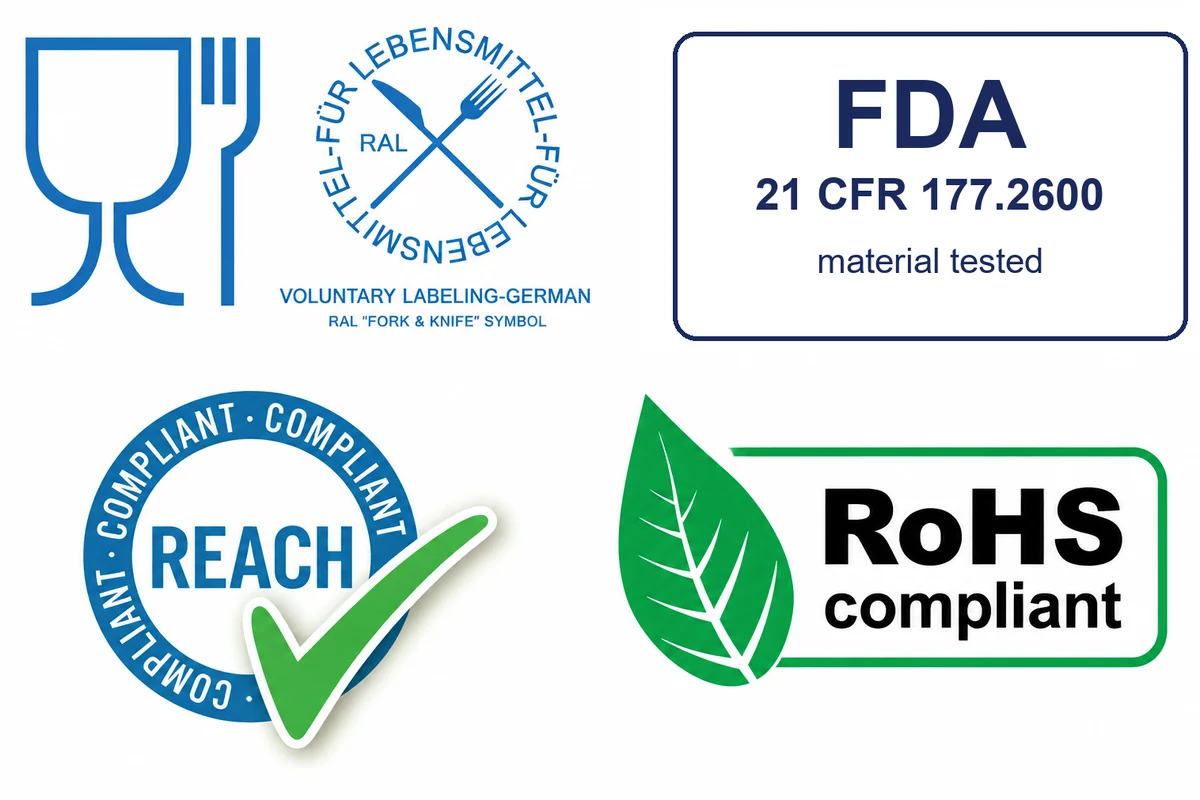 FÜR LEBENSMITTEL-FÜR LEBENSMITTEL-
RAL
VOLUNTARY LABELING-GERMAN
RAL "FORK & KNIFE" SYMBOL
FDA
21 CFR 177.2600
material tested
COMPLIANT · COMPLIANT · COMPLIANT ·
REACH
RoHS
compliant